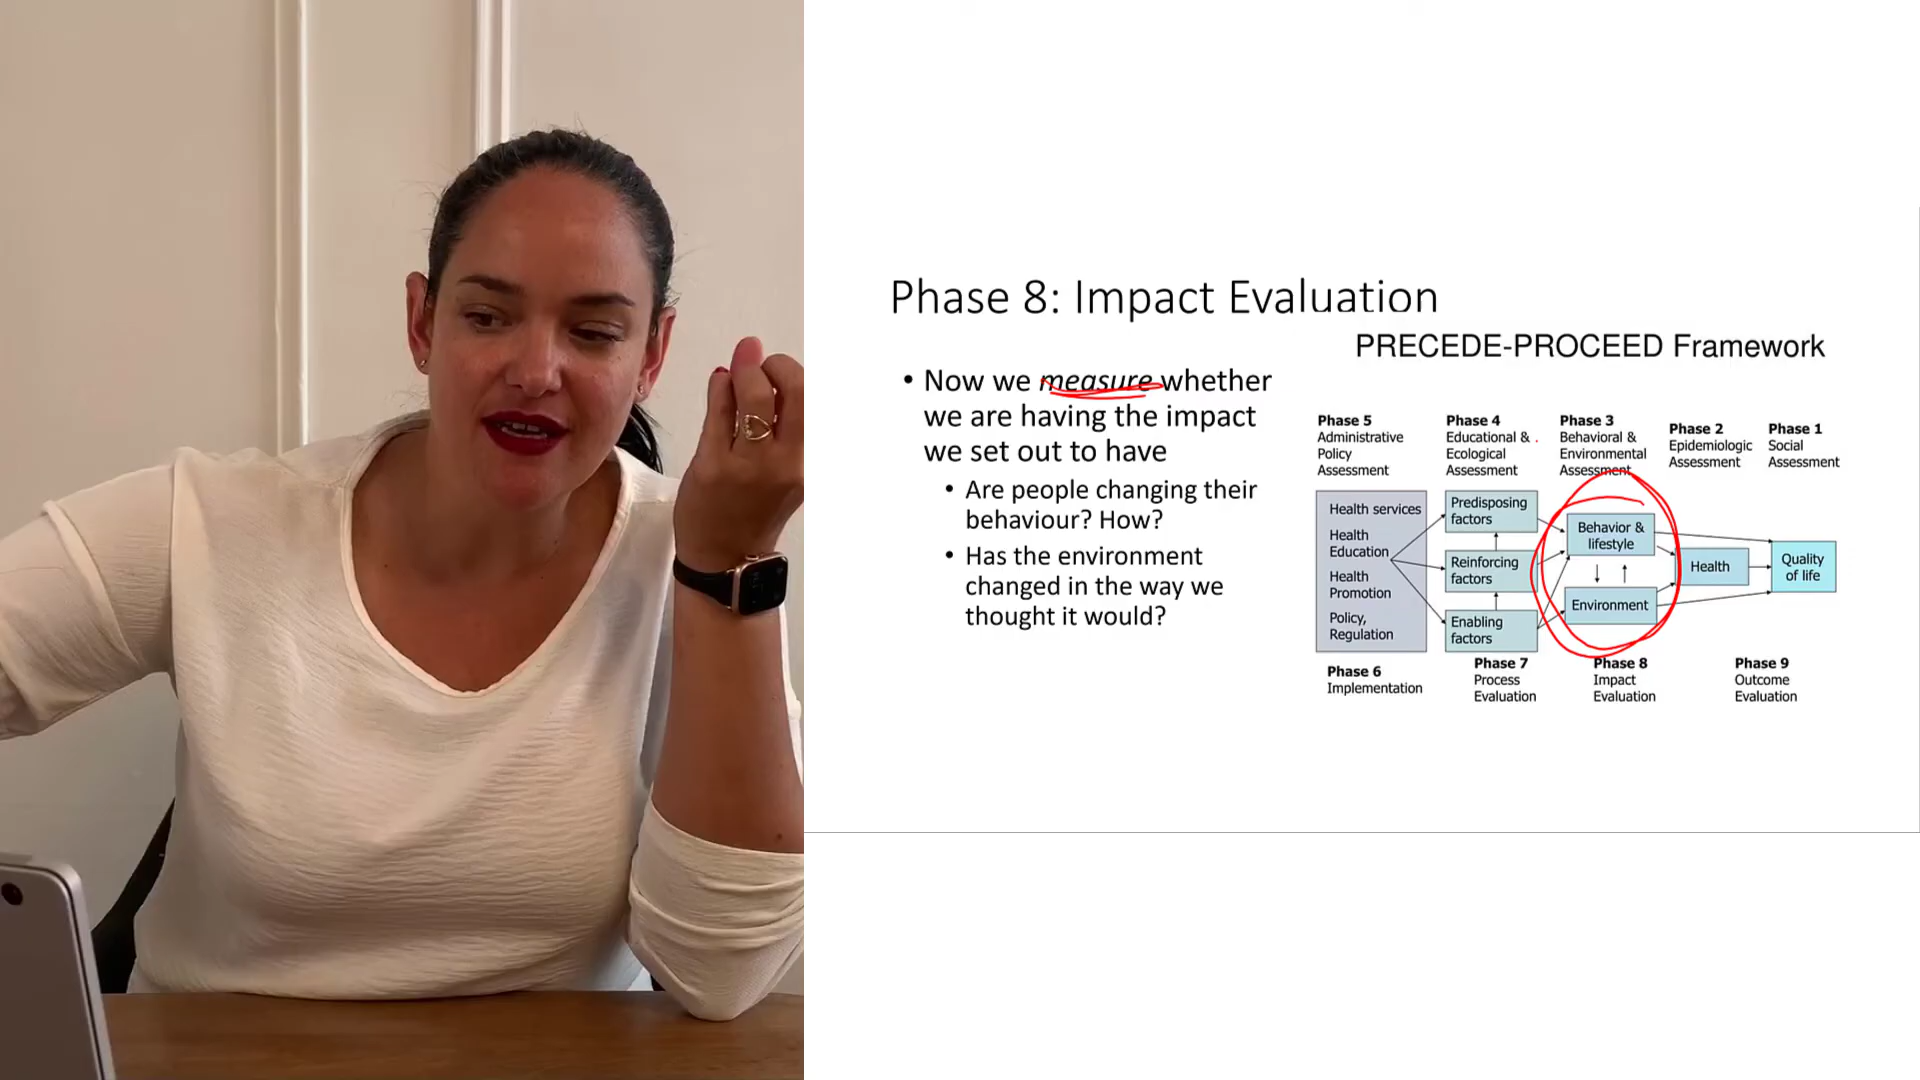 Phase 8: Impact Evaluation
• Now we measure whether
we are having the impact
we set out to have
• Are people changing their
behaviour? How?
• Has the environment
changed in the way we
thought it would?
PRECEDE-PROCEED Framework
Phase 5
Administrative
Policy
Assessment
Phase 4
Educational &
Ecological
Assessment
Phase 3
Behavioral &
Environmental
Assessment
Phase 2
Epidemiologic
Assessment
Phase 1
Social
Assessment
Health services
Health
Education
Health
Promotion
Policy,
Regulation
Predisposing
factors
Reinforcing
factors
Enabling
factors
Behavior &
lifestyle
Environment
Health
Quality
of life
Phase 6
Implementation
Phase 7
Process
Evaluation
Phase 8
Impact
Evaluation
Phase 9
Outcome
Evaluation